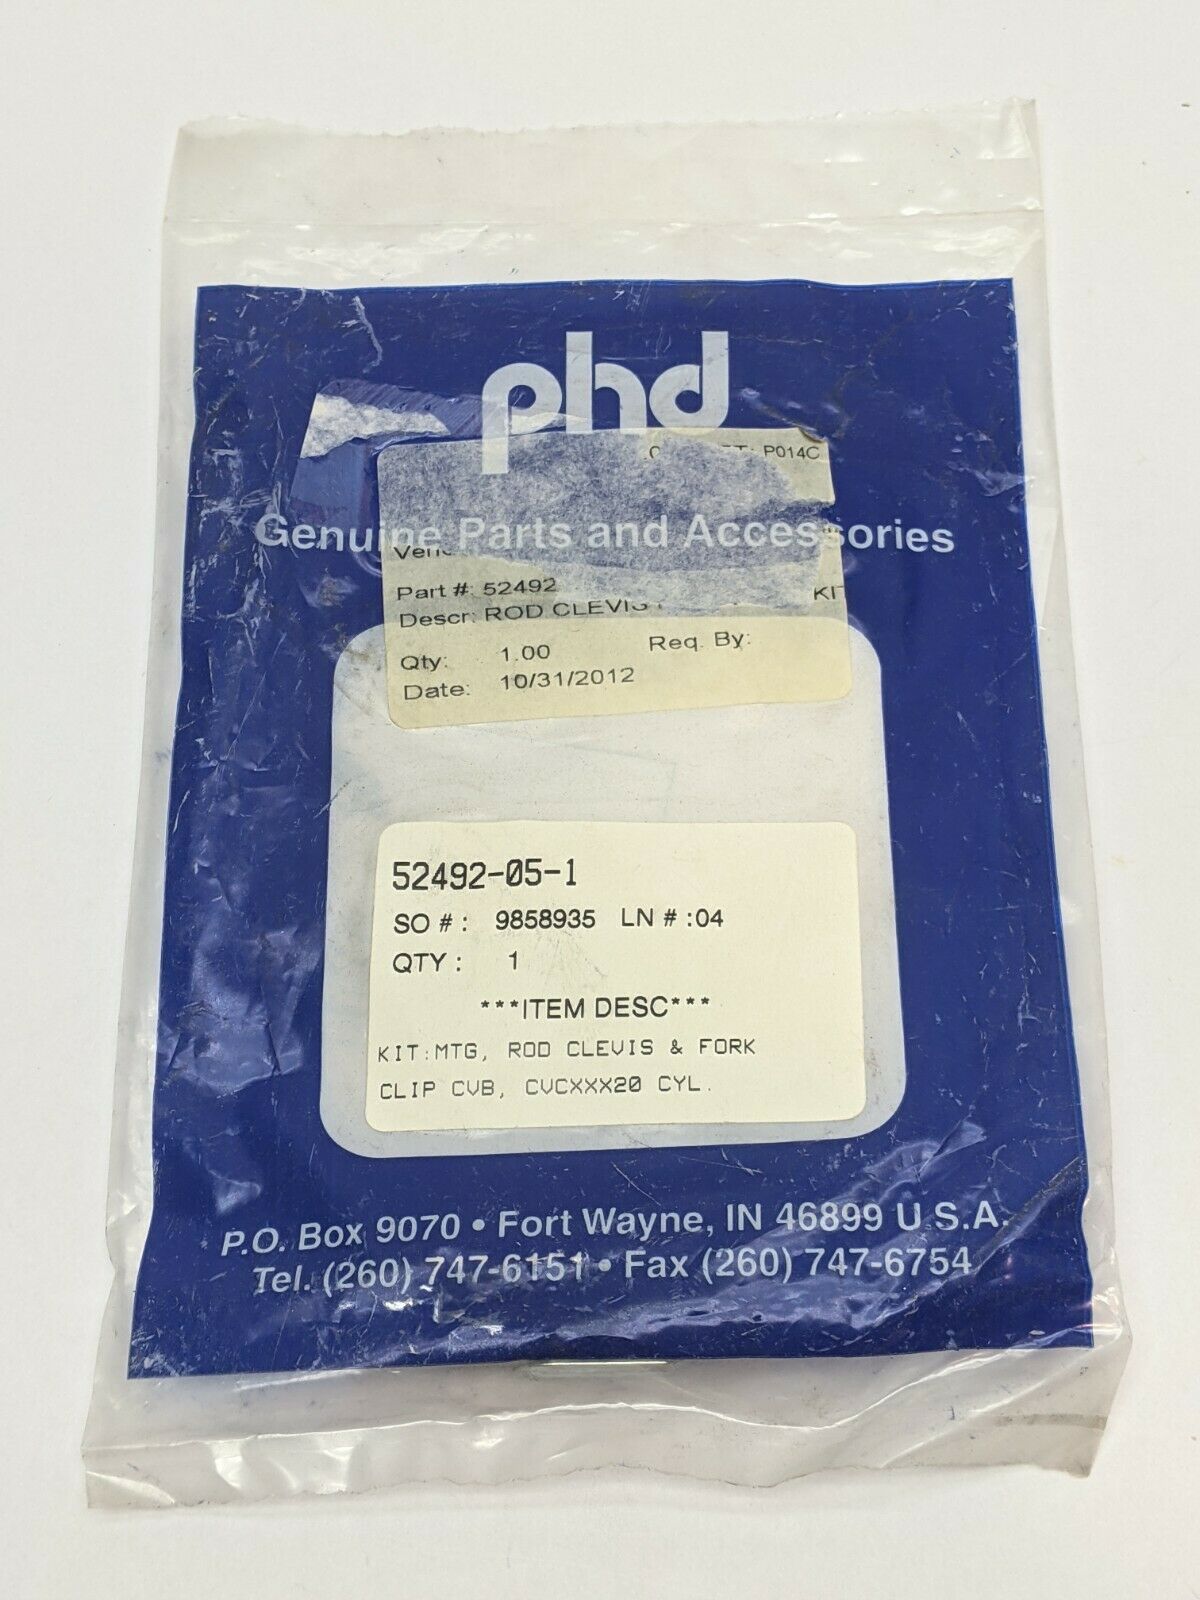 phd
P014C
Genuine Parts and Accessories
Part #: 52492
Descr: ROD CLEVIS KIT
Qty: 1.00 Req. By:
Date: 10/31/2012
52492-05-1
SO # : 9858935 LN # :04
QTY : 1
***ITEM DESC***
KIT:MTG, ROD CLEVIS & FORK
CLIP CVB, CVCXXX20 CYL.
P.O. Box 9070 • Fort Wayne, IN 46899 U.S.A.
Tel. (260) 747-6151 • Fax (260) 747-6754